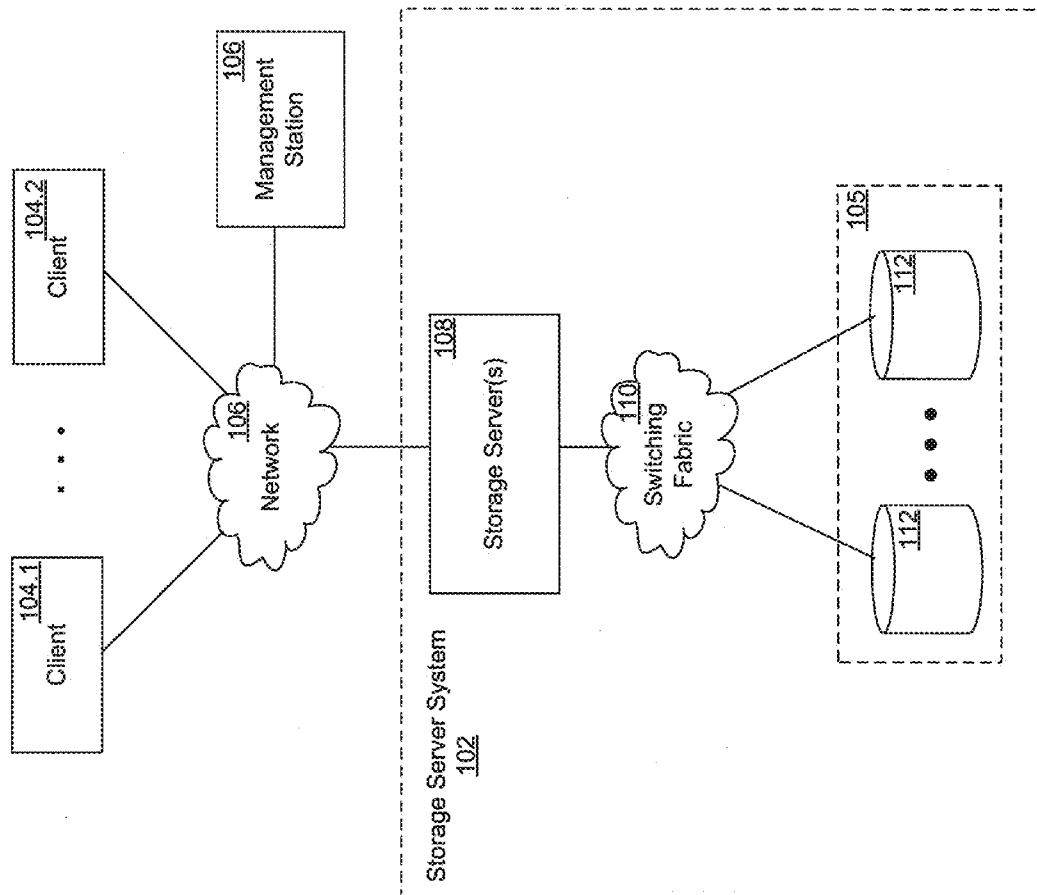 104.1
Client
104.2
Client
106
Network
106
Management
Station
Storage Server System
102
108
Storage Server(s)
110
Switching
Fabric
105
112
112